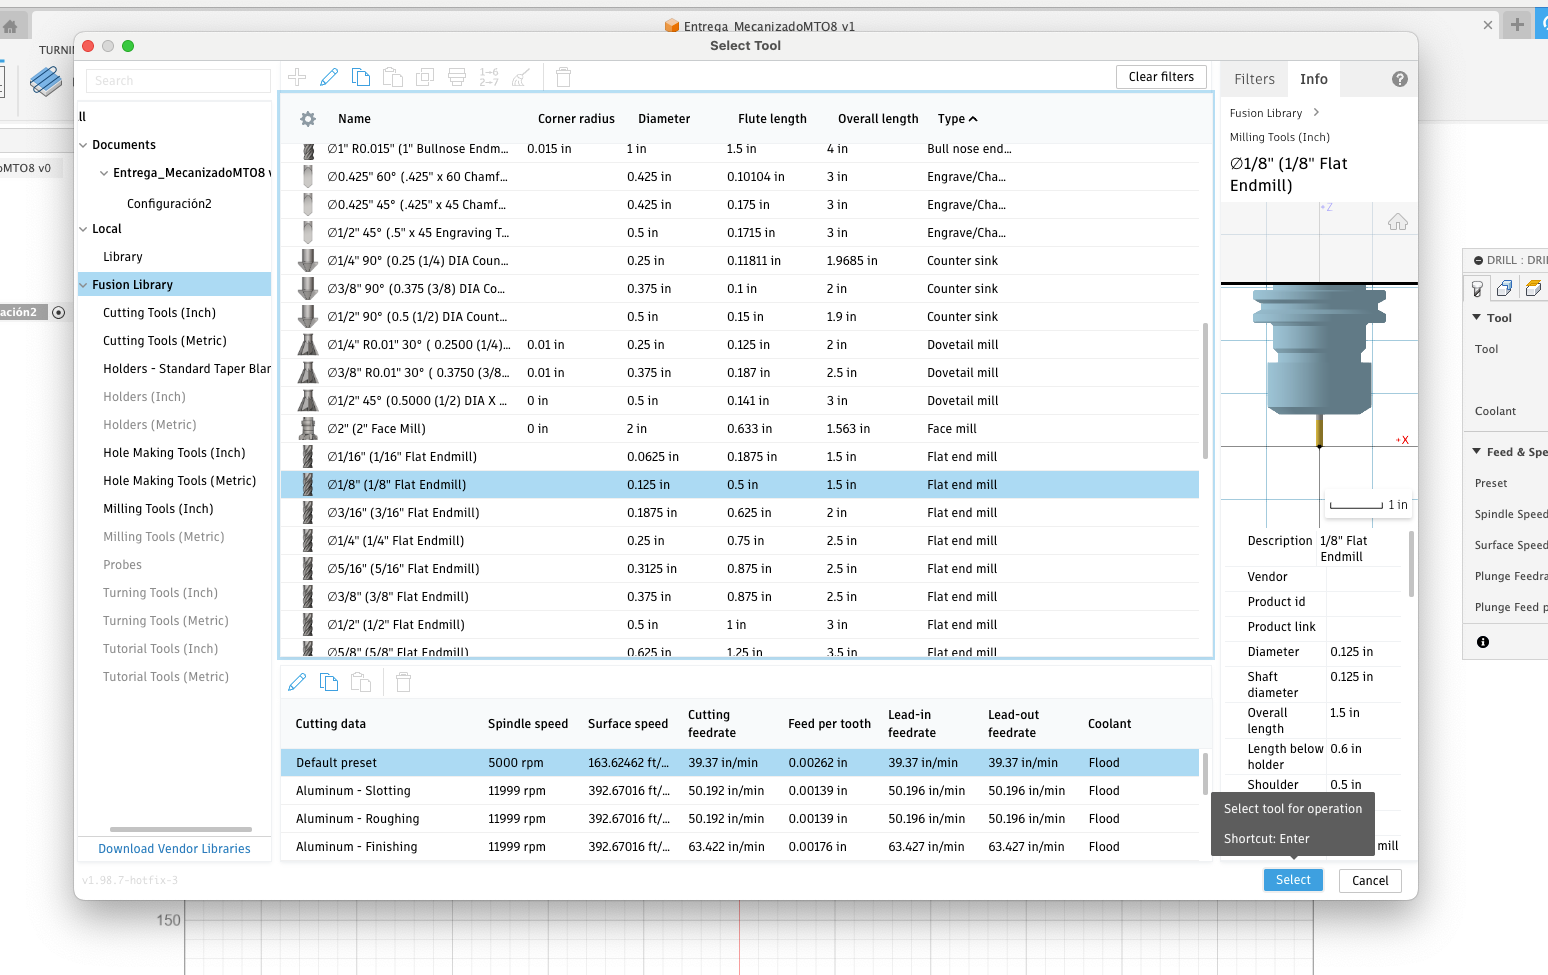 Entrega_MecanizadoMTO8 v1
TURNI
Select Tool
Search
Clear filters
Filters
Info
ll
Documents
Entrega_MecanizadoMTO8 v
Configuración2
Local
Library
Fusion Library
Cutting Tools (Inch)
Cutting Tools (Metric)
Holders - Standard Taper Blan
Holders (Inch)
Holders (Metric)
Hole Making Tools (Inch)
Hole Making Tools (Metric)
Milling Tools (Inch)
Milling Tools (Metric)
Probes
Turning Tools (Inch)
Turning Tools (Metric)
Tutorial Tools (Inch)
Tutorial Tools (Metric)
Download Vendor Libraries
v1.98.7-hotfix-3
oMTO8 v0
ación2
Name Corner radius Diameter Flute length Overall length Type
∅1" R0.015" (1" Bullnose Endm... 0.015 in 1 in 1.5 in 4 in Bull nose end...
∅0.425" 60° (.425" x 60 Chamf... 0.425 in 0.10104 in 3 in Engrave/Cha...
∅0.425" 45° (.425" x 45 Chamf... 0.425 in 0.175 in 3 in Engrave/Cha...
∅1/2" 45° (.5" x 45 Engraving T... 0.5 in 0.1715 in 3 in Engrave/Cha...
∅1/4" 90° (0.25 (1/4) DIA Coun... 0.25 in 0.11811 in 1.9685 in Counter sink
∅3/8" 90° (0.375 (3/8) DIA Co... 0.375 in 0.1 in 2 in Counter sink
∅1/2" 90° (0.5 (1/2) DIA Count... 0.5 in 0.15 in 1.9 in Counter sink
∅1/4" R0.01" 30° ( 0.2500 (1/4)... 0.01 in 0.25 in 0.125 in 2 in Dovetail mill
∅3/8" R0.01" 30° ( 0.3750 (3/8... 0.01 in 0.375 in 0.187 in 2.5 in Dovetail mill
∅1/2" 45° (0.5000 (1/2) DIA X ... 0 in 0.5 in 0.141 in 3 in Dovetail mill
∅2" (2" Face Mill) 0 in 2 in 0.633 in 1.563 in Face mill
∅1/16" (1/16" Flat Endmill) 0.0625 in 0.1875 in 1.5 in Flat end mill
∅1/8" (1/8" Flat Endmill) 0.125 in 0.5 in 1.5 in Flat end mill
∅3/16" (3/16" Flat Endmill) 0.1875 in 0.625 in 2 in Flat end mill
∅1/4" (1/4" Flat Endmill) 0.25 in 0.75 in 2.5 in Flat end mill
∅5/16" (5/16" Flat Endmill) 0.3125 in 0.875 in 2.5 in Flat end mill
∅3/8" (3/8" Flat Endmill) 0.375 in 0.875 in 2.5 in Flat end mill
∅1/2" (1/2" Flat Endmill) 0.5 in 1 in 3 in Flat end mill
∅5/8" (5/8" Flat Endmill) 0.625 in 1.25 in 3.5 in Flat end mill
Cutting data Spindle speed Surface speed Cutting feedrate Feed per tooth Lead-in feedrate Lead-out feedrate Coolant
Default preset 5000 rpm 163.62462 ft/... 39.37 in/min 0.00262 in 39.37 in/min 39.37 in/min Flood
Aluminum - Slotting 11999 rpm 392.67016 ft/... 50.192 in/min 0.00139 in 50.196 in/min 50.196 in/min Flood
Aluminum - Roughing 11999 rpm 392.67016 ft/... 50.192 in/min 0.00139 in 50.196 in/min 50.196 in/min Flood
Aluminum - Finishing 11999 rpm 392.67016 ft/... 63.422 in/min 0.00176 in 63.427 in/min 63.427 in/min Flood
Fusion Library
Milling Tools (Inch)
∅1/8" (1/8" Flat
Endmill)
+Z
+X
1 in
Description 1/8" Flat
Endmill
Vendor
Product id
Product link
Diameter 0.125 in
Shaft
diameter 0.125 in
Overall
length 1.5 in
Length below
holder 0.6 in
Shoulder 0.5 in
mill
Select tool for operation
Shortcut: Enter
Select
Cancel
DRILL : DRI
Tool
Tool
Coolant
Feed & Spe
Preset
Spindle Speed
Surface Speed
Plunge Feedra
Plunge Feed p
150